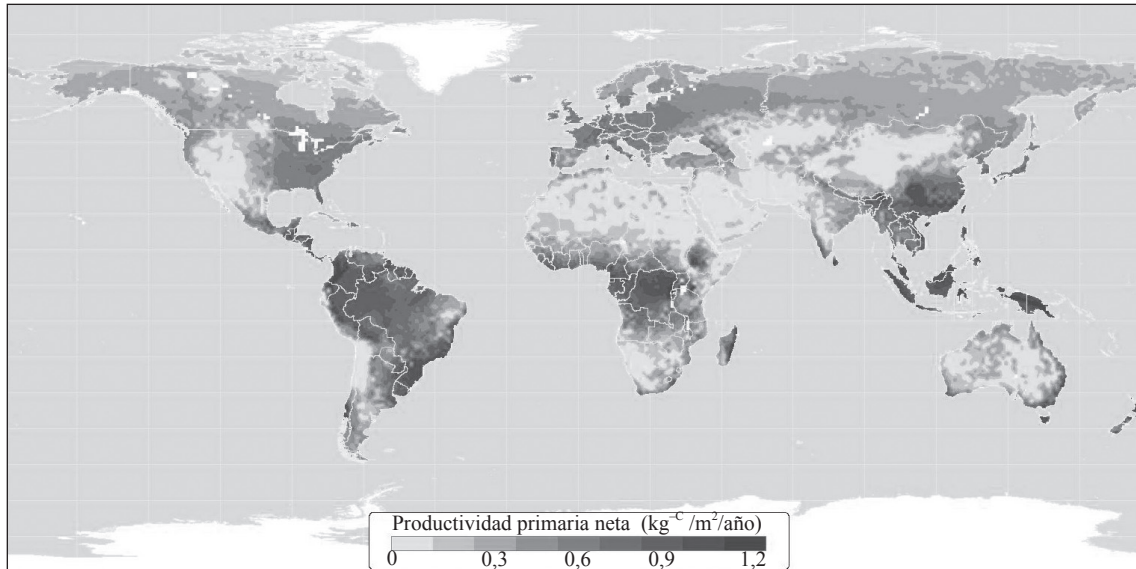 Productividad primaria neta (kg⁻ᶜ /m²/año)
0 0,3 0,6 0,9 1,2